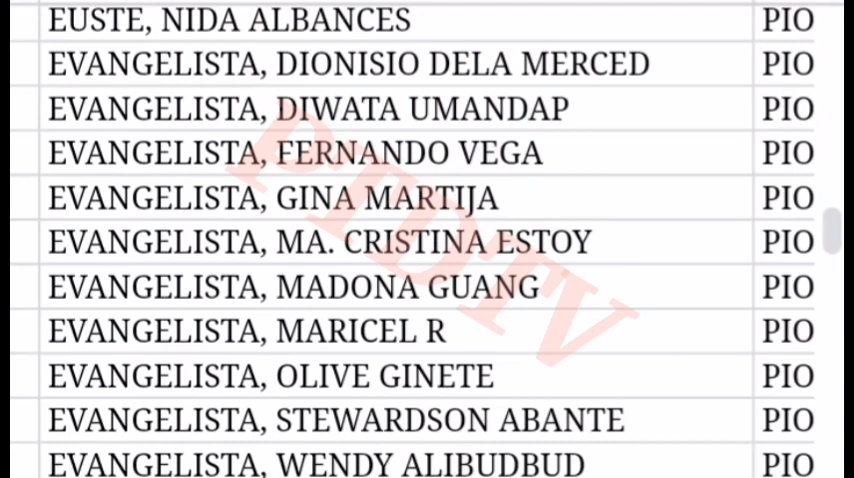 EUSTE, NIDA ALBANCES PIO
EVANGELISTA, DIONISIO DELA MERCED PIO
EVANGELISTA, DIWATA UMANDAP PIO
EVANGELISTA, FERNANDO VEGA PIO
EVANGELISTA, GINA MARTIJA PIO
EVANGELISTA, MA. CRISTINA ESTOY PIO
EVANGELISTA, MADONA GUANG PIO
EVANGELISTA, MARICEL R PIO
EVANGELISTA, OLIVE GINETE PIO
EVANGELISTA, STEWARDSON ABANTE PIO
EVANGELISTA, WENDY ALIBUDBUD PIO
PTDTV